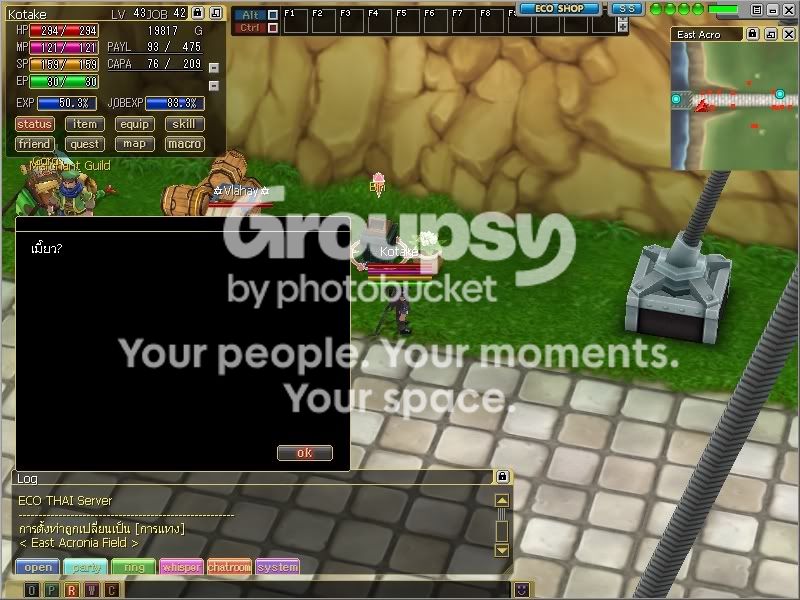 Kotake LV 43 JOB 42
HP 294 / 294 19817 G
MP 121 / 121 PAYL 93 / 475
SP 159 / 159 CAPA 76 / 209
EP 30 / 30
EXP 50.3% JOBEXP 83.3%
status item equip skill
friend quest map macro
Alt F1 F2 F3 F4 F5 F6 F7 F8
Ctrl
ECO SHOP
SS
East Acro
Merchant Guild
☆Vlahay☆
Kotake
Groupsy
by photobucket
Your people. Your moments.
Your space.
เมี๊ยว?
ok
Log
ECO THAI Server
------------------------------------------
การตั้งท่าถูกเปลี่ยนเป็น [การแทง]
< East Acronia Field >
open party ring whisper chatroom system
O P R W C